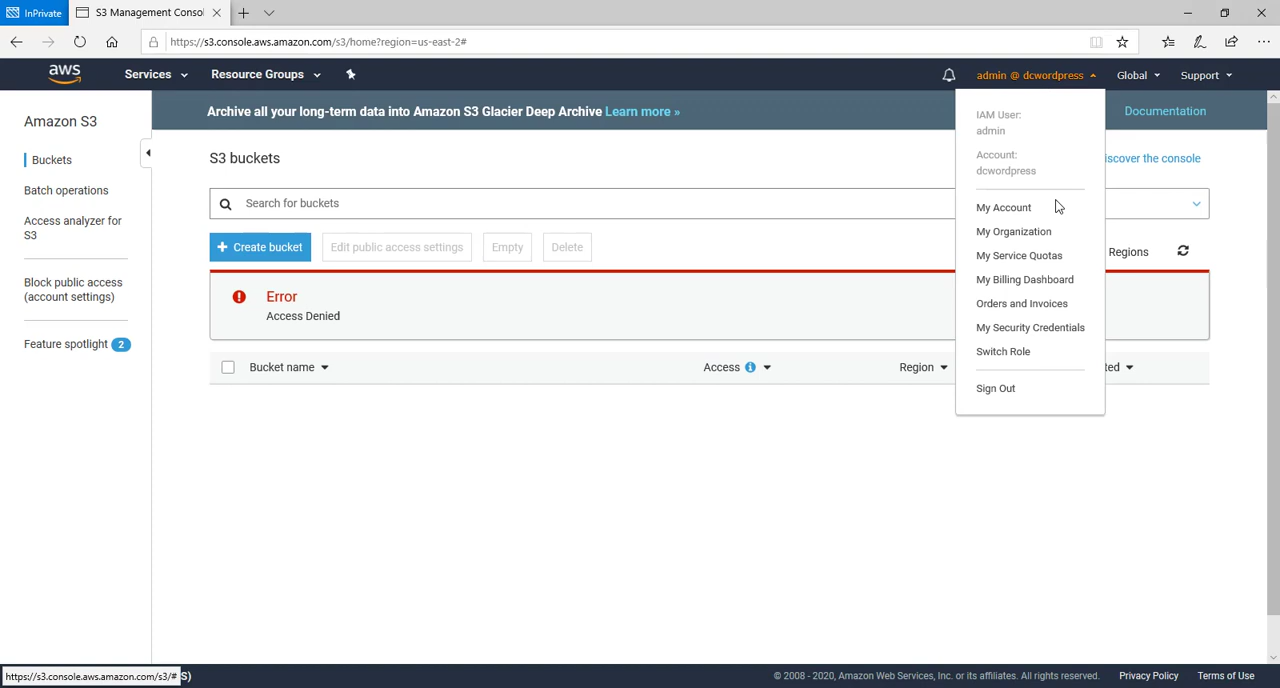 InPrivate
S3 Management Consol
https://s3.console.aws.amazon.com/s3/home?region=us-east-2#
aws
Services
Resource Groups
admin @ dcwordpress
Global
Support
Archive all your long-term data into Amazon S3 Glacier Deep Archive Learn more »
Documentation
Amazon S3
Buckets
Batch operations
Access analyzer for
S3
Block public access
(account settings)
Feature spotlight 2
S3 buckets
iscover the console
Search for buckets
+ Create bucket
Edit public access settings
Empty
Delete
Regions
Error
Access Denied
Bucket name
Access
Region
ted
IAM User:
admin
Account:
dcwordpress
My Account
My Organization
My Service Quotas
My Billing Dashboard
Orders and Invoices
My Security Credentials
Switch Role
Sign Out
https://s3.console.aws.amazon.com/s3/#
S)
© 2008 - 2020, Amazon Web Services, Inc. or its affiliates. All rights reserved.
Privacy Policy
Terms of Use